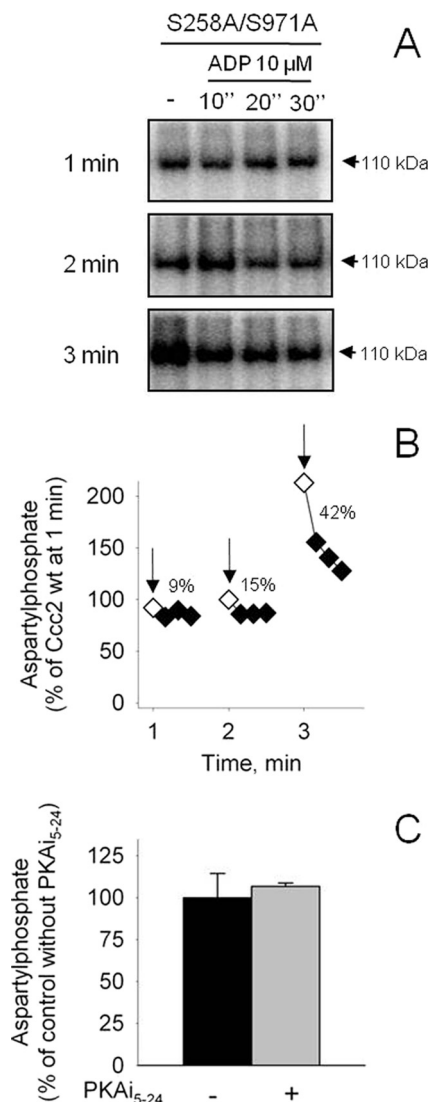 S258A/S971A
A
ADP 10 µM
- 10’’ 20’’ 30’’
1 min 110 kDa
2 min 110 kDa
3 min 110 kDa
B
Aspartylphosphate
(% of Ccc2 wt at 1 min)
200
150
100
50
0
9%
15%
42%
1 2 3
Time, min
C
Aspartylphosphate
(% of control without PKAi5-24)
125
100
75
50
25
0
PKAi5-24 - +